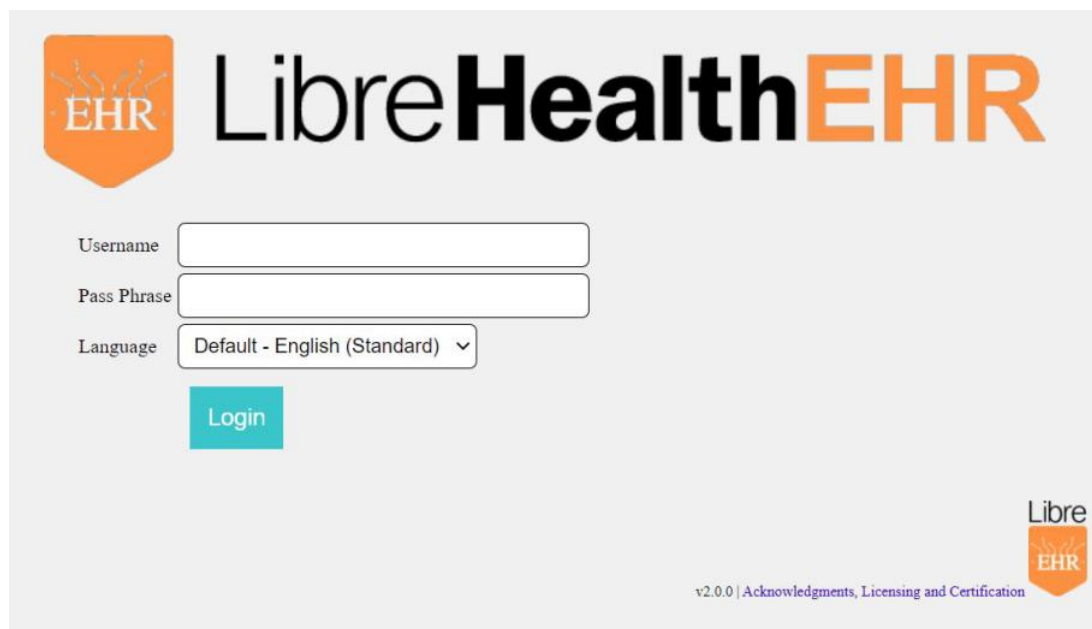 EHR
LibreHealthEHR
Username
Pass Phrase
Language Default - English (Standard)
Login
Libre
EHR
v2.0.0 | Acknowledgments, Licensing and Certification